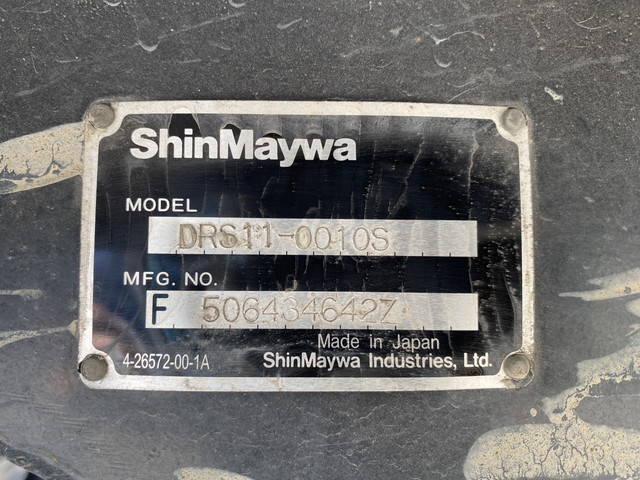 ShinMaywa
MODEL
DRS11-0010S
MFG. NO.
F 5064346427
Made in Japan
4-26572-00-1A ShinMaywa Industries, Ltd.